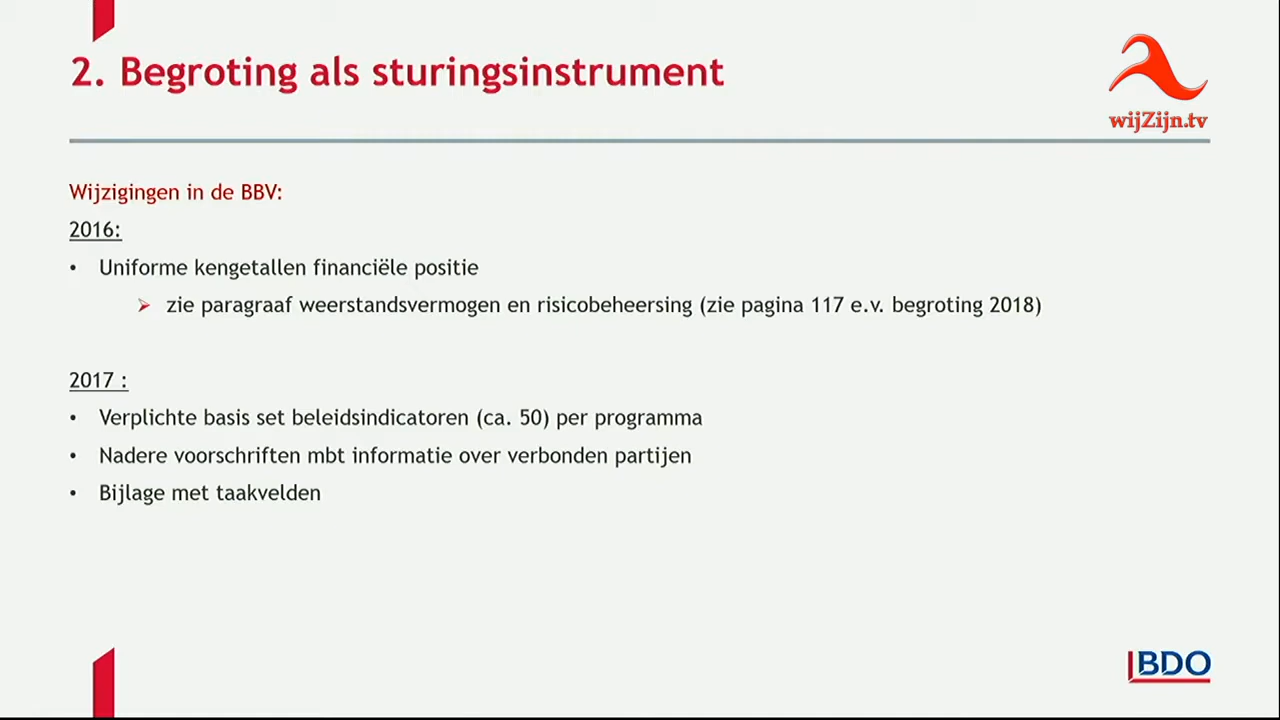 2. Begroting als sturingsinstrument
wijZijn.tv
Wijzigingen in de BBV:
2016:
• Uniforme kengetallen financiële positie
➢ zie paragraaf weerstandsvermogen en risicobeheersing (zie pagina 117 e.v. begroting 2018)
2017 :
• Verplichte basis set beleidsindicatoren (ca. 50) per programma
• Nadere voorschriften mbt informatie over verbonden partijen
• Bijlage met taakvelden
BDO